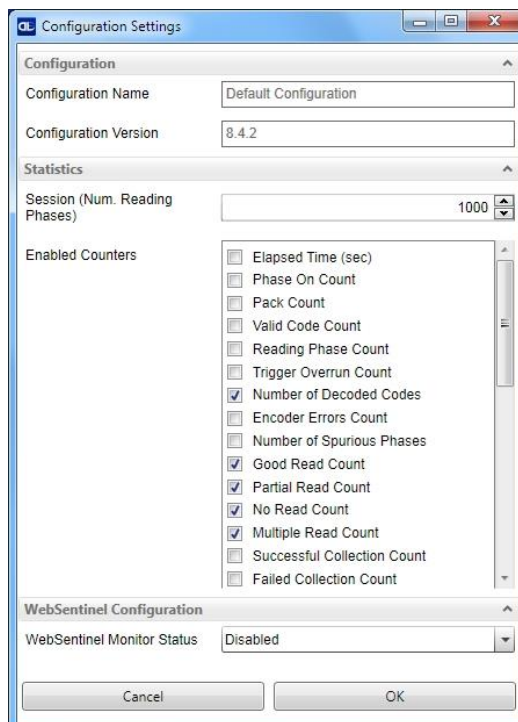 Configuration Settings
Configuration
Configuration Name
Default Configuration
Configuration Version
8.4.2
Statistics
Session (Num. Reading
Phases)
1000
Enabled Counters
Elapsed Time (sec)
Phase On Count
Pack Count
Valid Code Count
Reading Phase Count
Trigger Overrun Count
Number of Decoded Codes
Encoder Errors Count
Number of Spurious Phases
Good Read Count
Partial Read Count
No Read Count
Multiple Read Count
Successful Collection Count
Failed Collection Count
WebSentinel Configuration
WebSentinel Monitor Status
Disabled
Cancel
OK